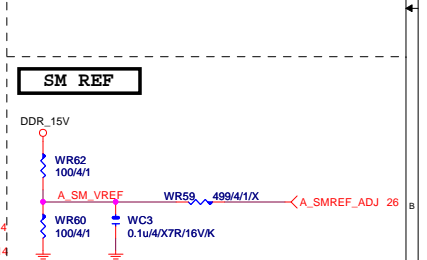 SM REF
DDR_15V
WR62
100/4/1
A_SM_VREF
WR59 499/4/1/X
A_SMREF_ADJ 26
B
WR60
100/4/1
WC3
0.1u/4/X7R/16V/K
4
14